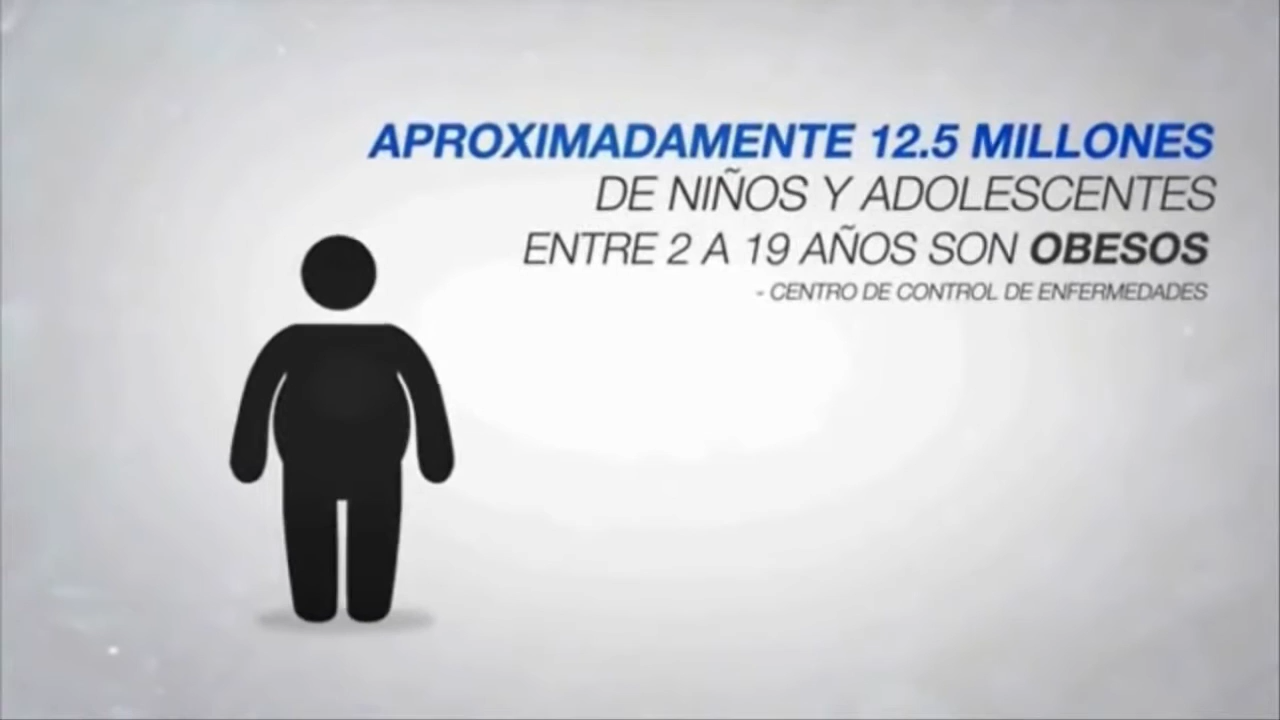 APROXIMADAMENTE 12.5 MILLONES
DE NIÑOS Y ADOLESCENTES
ENTRE 2 A 19 AÑOS SON OBESOS
- CENTRO DE CONTROL DE ENFERMEDADES